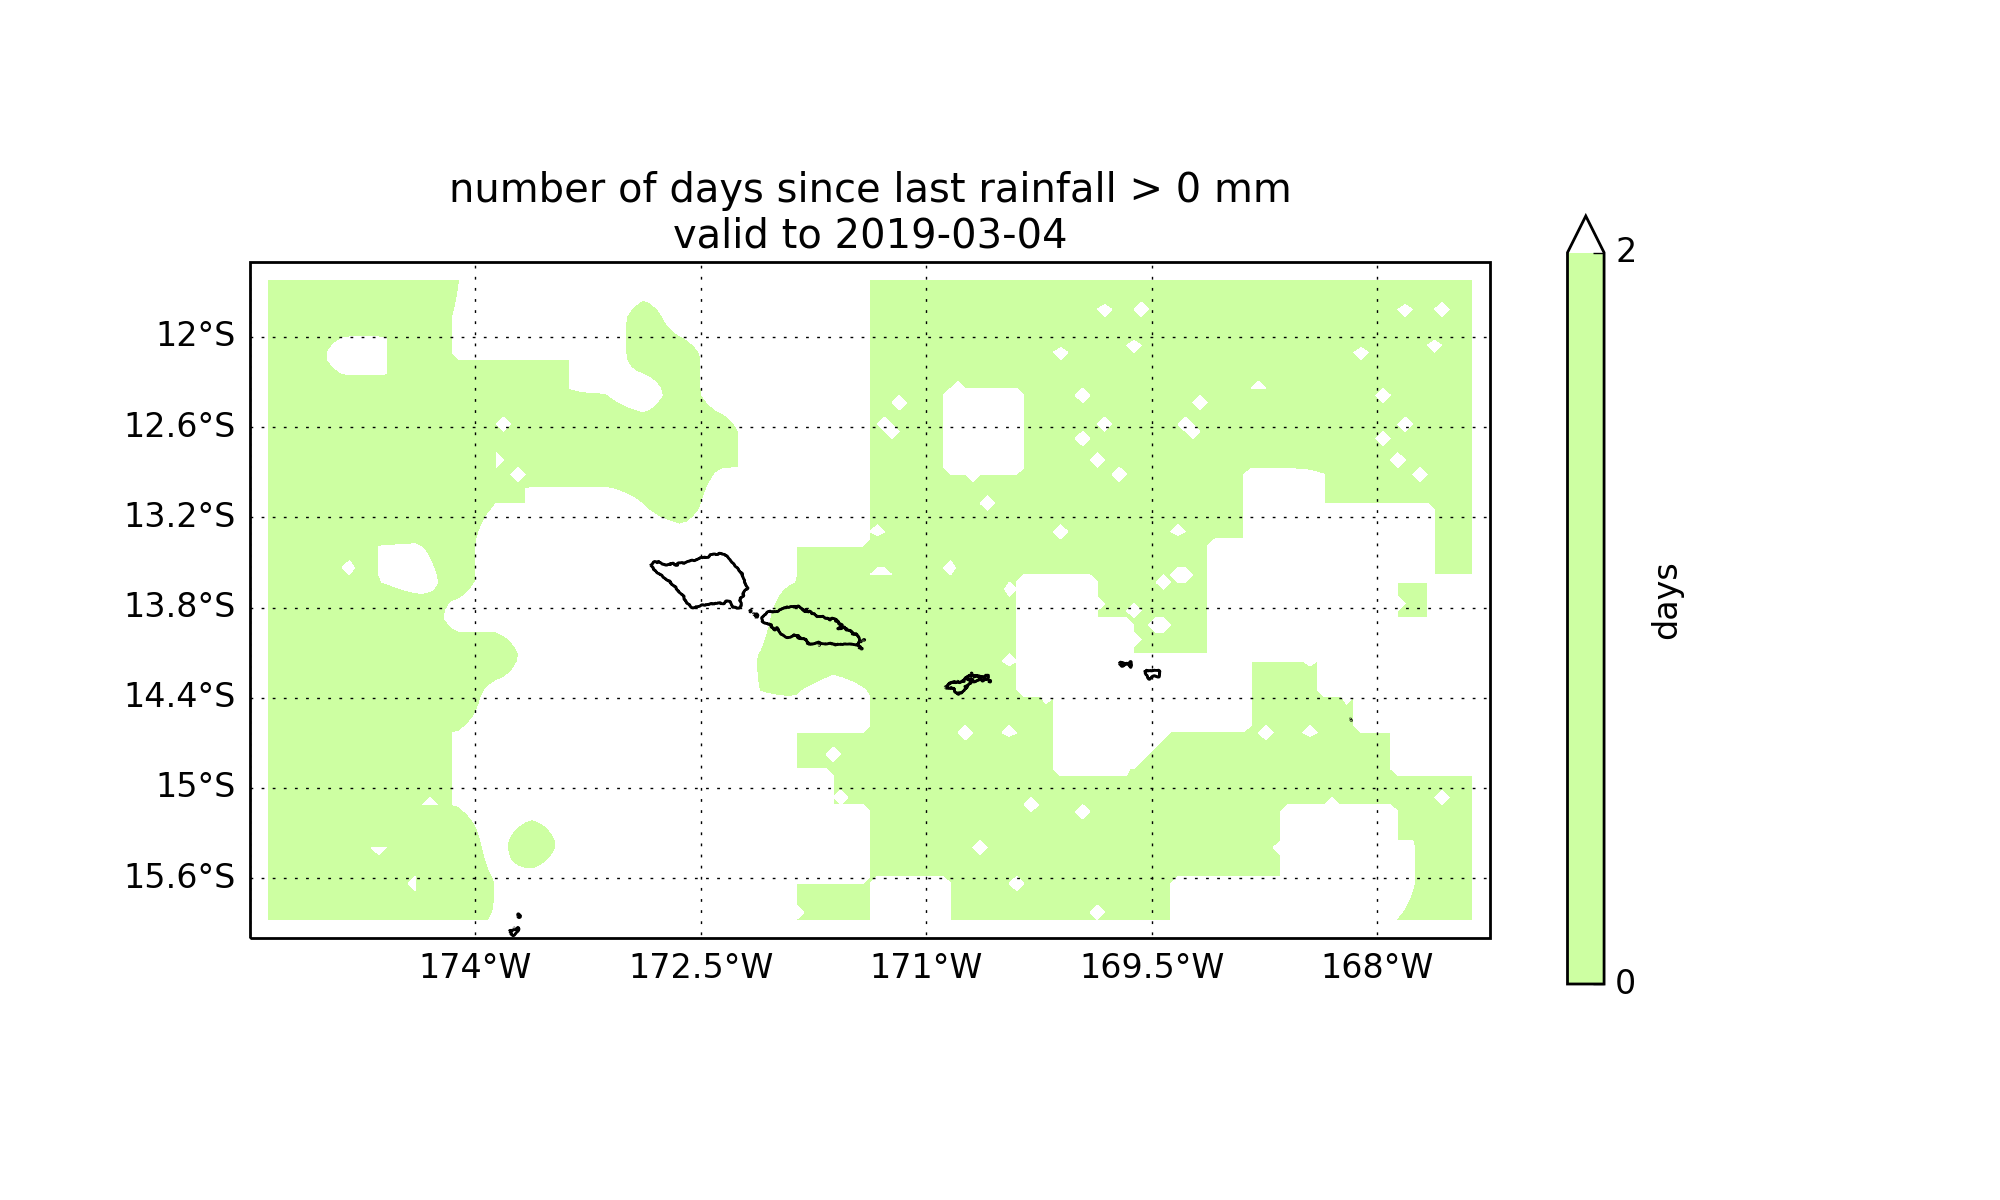 number of days since last rainfall > 0 mm
valid to 2019-03-04
2
12°S
12.6°S
13.2°S
13.8°S
14.4°S
15°S
15.6°S
days
174°W
172.5°W
171°W
169.5°W
168°W
0